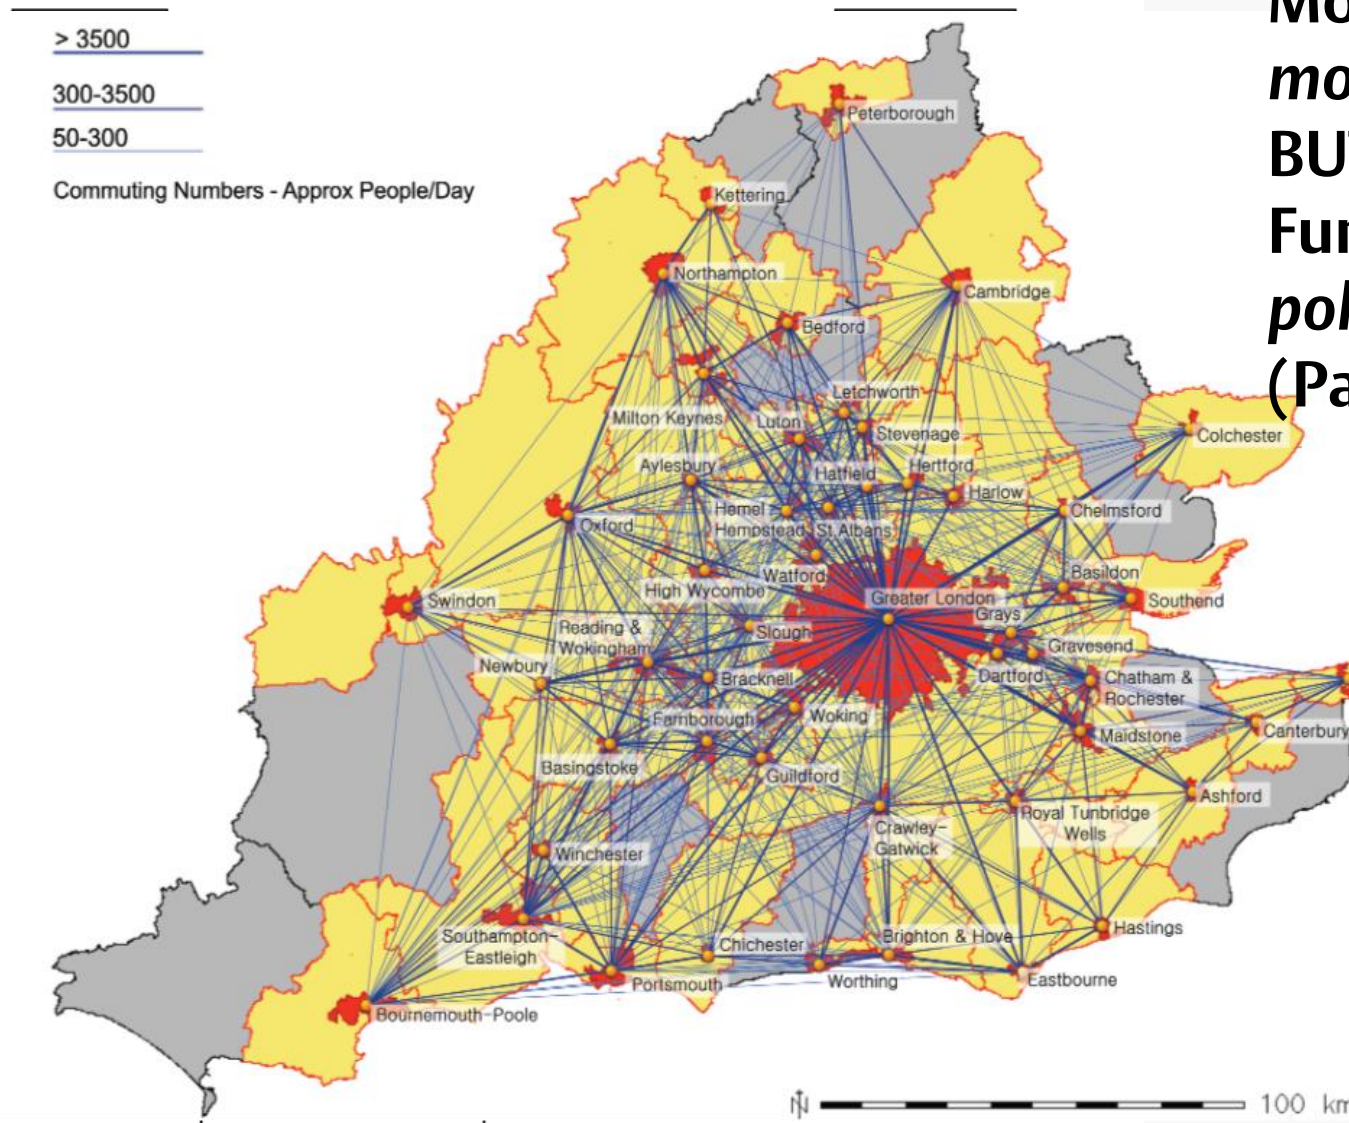 > 3500
300-3500
50-300
Commuting Numbers - Approx People/Day
BUT
(Pa
Peterborough
Kettering
Northampton
Cambridge
Bedford
Letchworth
Milton Keynes
Luton
Stevenage
Colchester
Aylesbury
Hatfield
Hertford
Harlow
Hemel
Hempstead
St.Albans
Chelmsford
Oxford
Watford
High Wycombe
Basildon
Greater London
Southend
Swindon
Grays
Reading &
Wokingham
Slough
Gravesend
Newbury
Bracknell
Dartford
Chatham &
Rochester
Farnborough
Woking
Maidstone
Canterbury
Basingstoke
Guildford
Ashford
Royal Tunbridge
Wells
Crawley-
Gatwick
Winchester
Southampton-
Eastleigh
Chichester
Brighton & Hove
Hastings
Portsmouth
Worthing
Eastbourne
Bournemouth-Poole
N
100 km